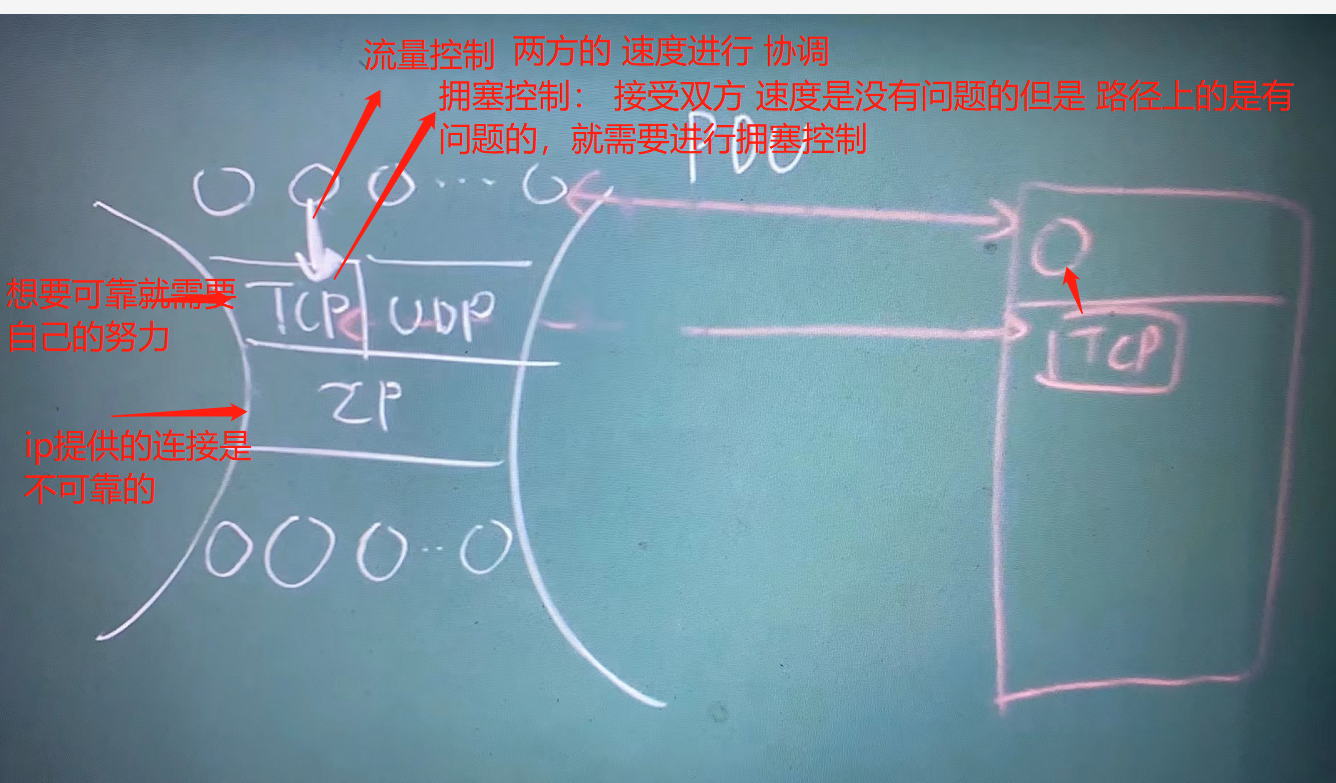 流量控制 两方的 速度进行 协调
拥塞控制： 接受双方 速度是没有问题的但是 路径上的是有
问题的，就需要进行拥塞控制
PDU
想要可靠就需要
自己的努力
TCP UDP
TCP
IP
ip提供的连接是
不可靠的